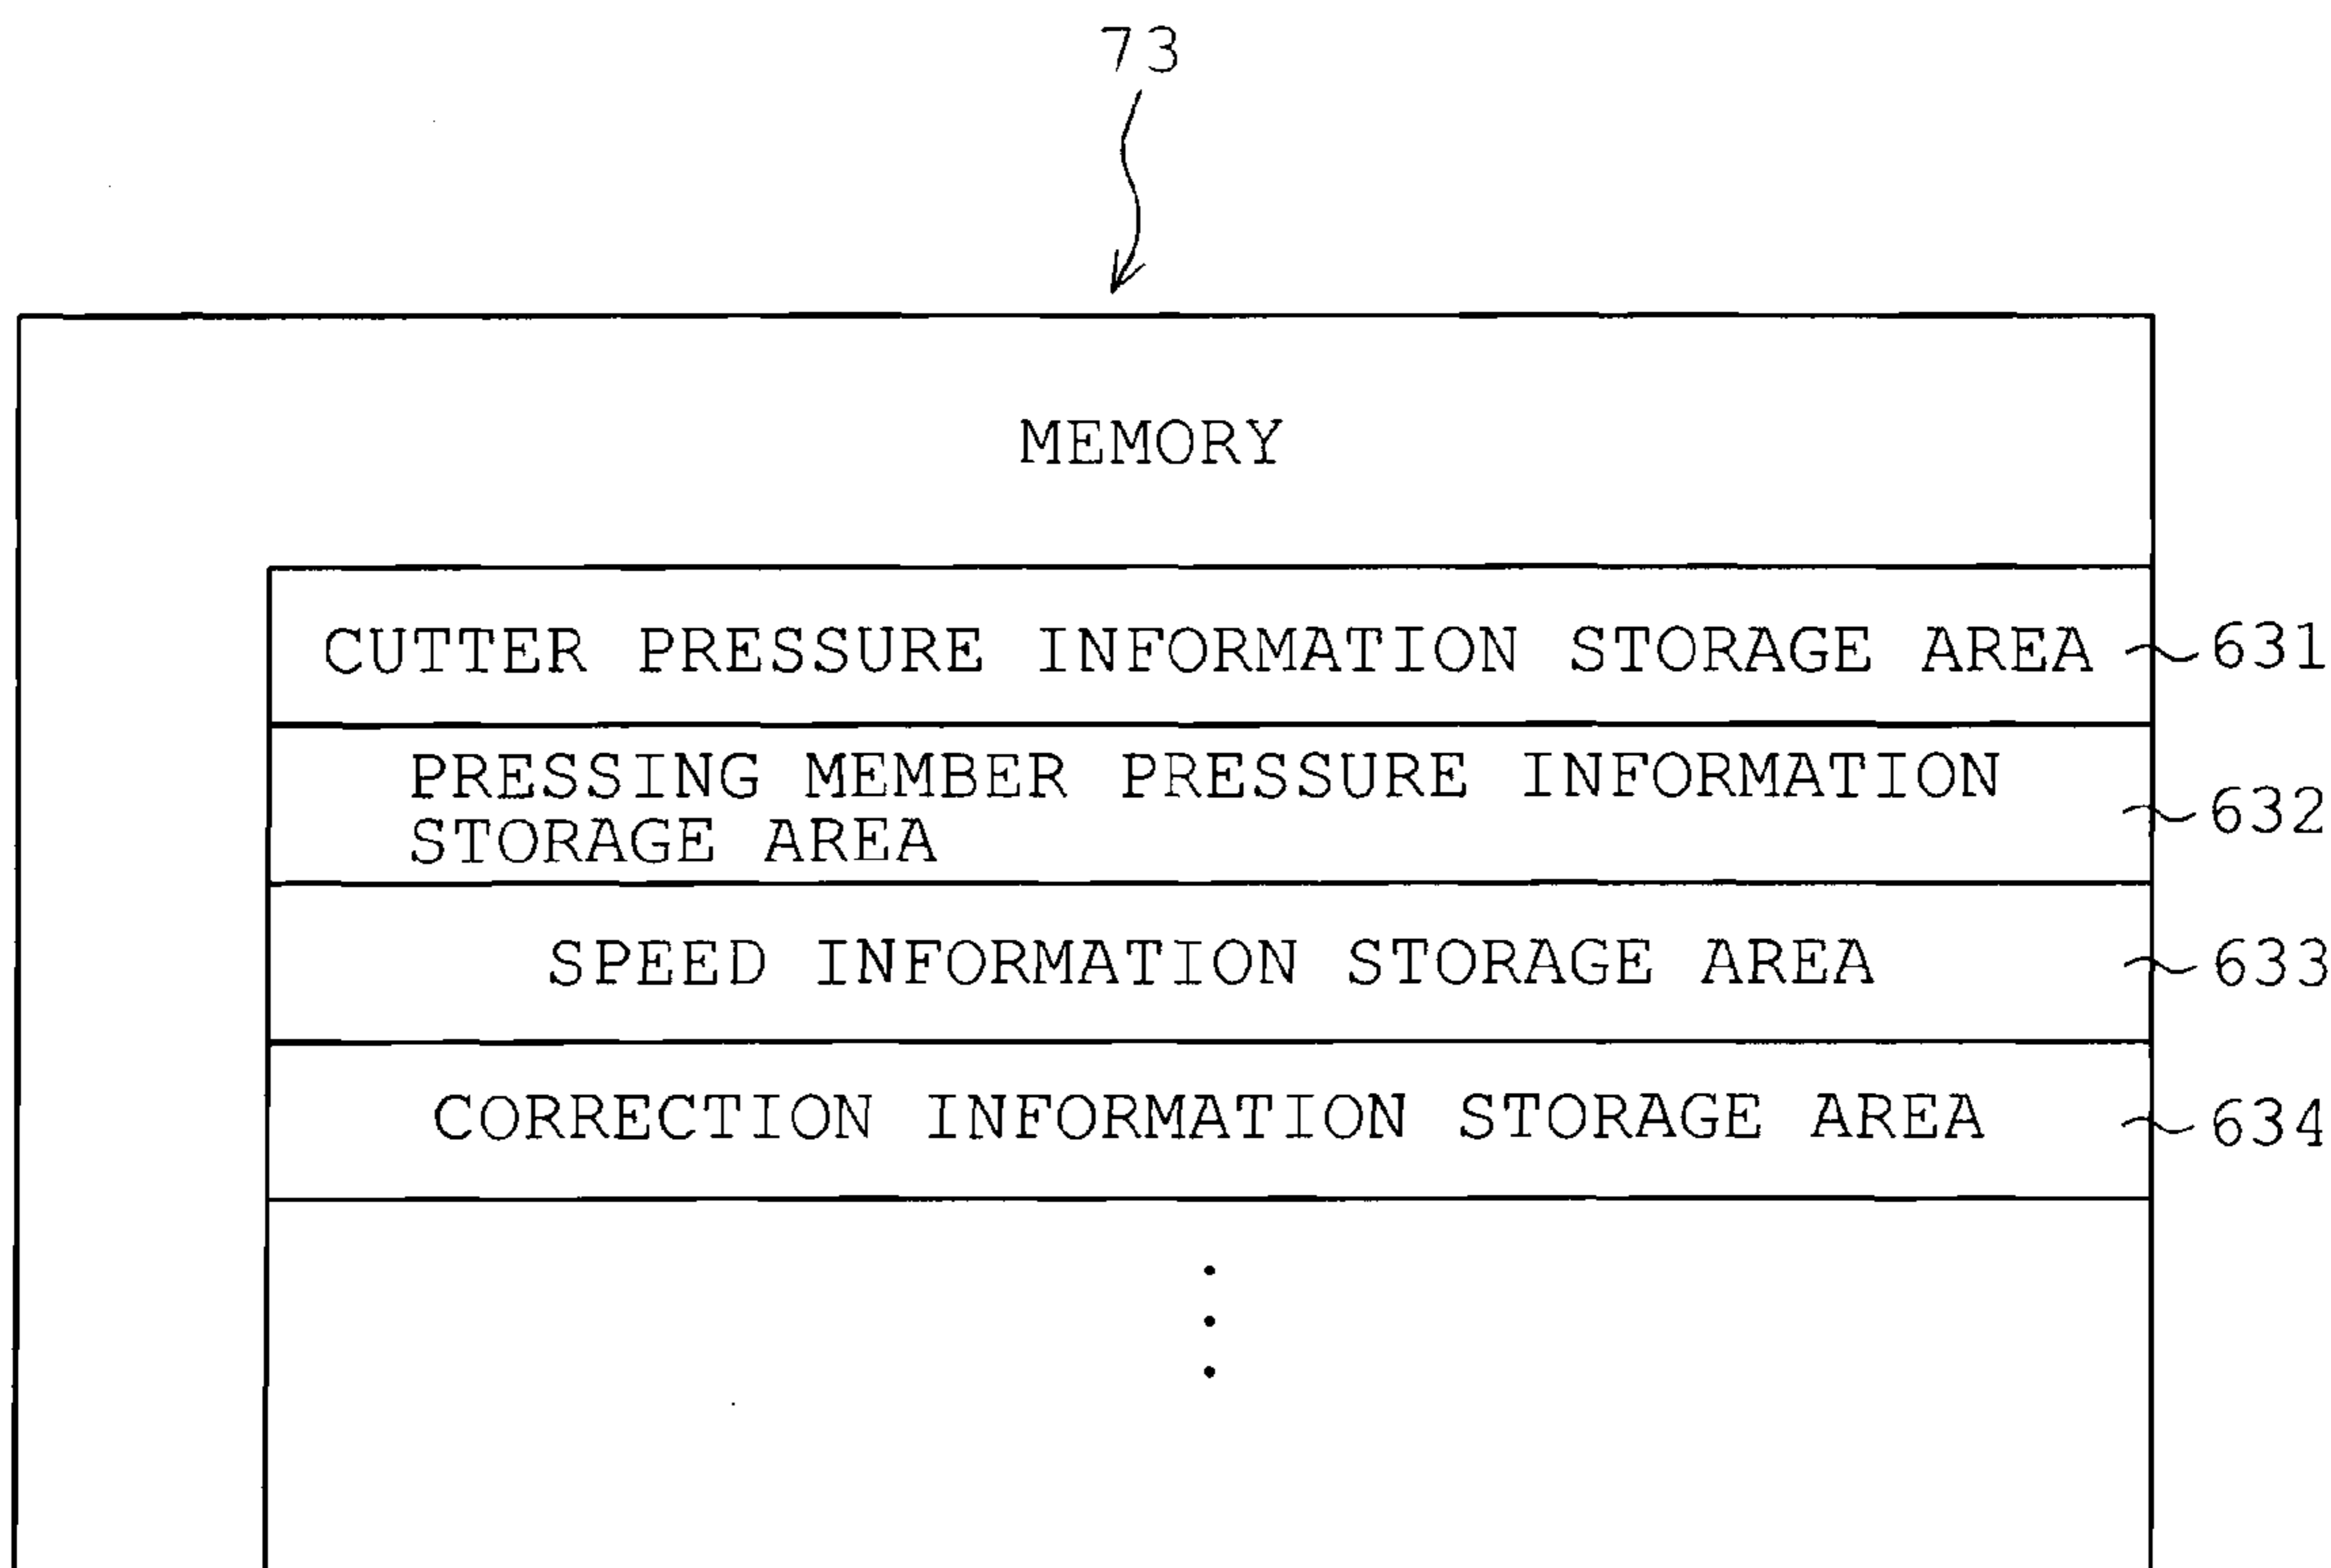 73
MEMORY
CUTTER PRESSURE INFORMATION STORAGE AREA 631
PRESSING MEMBER PRESSURE INFORMATION
STORAGE AREA 632
SPEED INFORMATION STORAGE AREA 633
CORRECTION INFORMATION STORAGE AREA 634